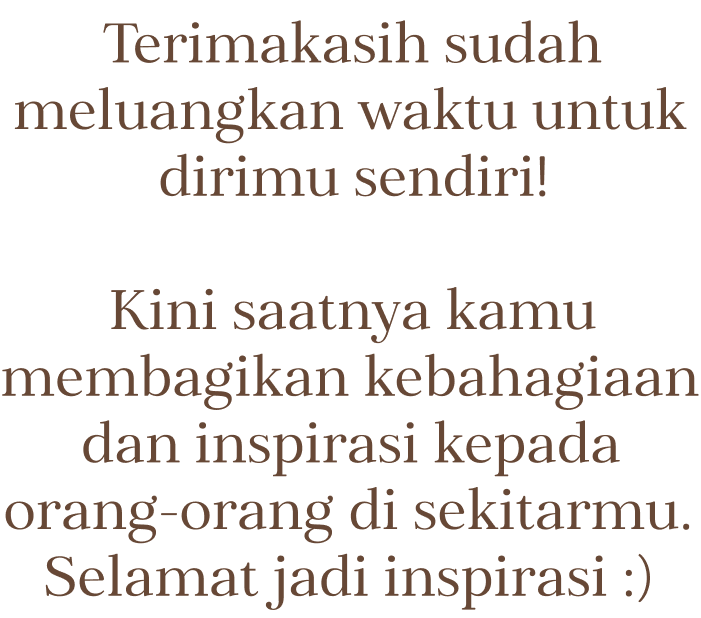 Terimakasih sudah
meluangkan waktu untuk
dirimu sendiri!
Kini saatnya kamu
membagikan kebahagiaan
dan inspirasi kepada
orang-orang di sekitarmu.
Selamat jadi inspirasi :)